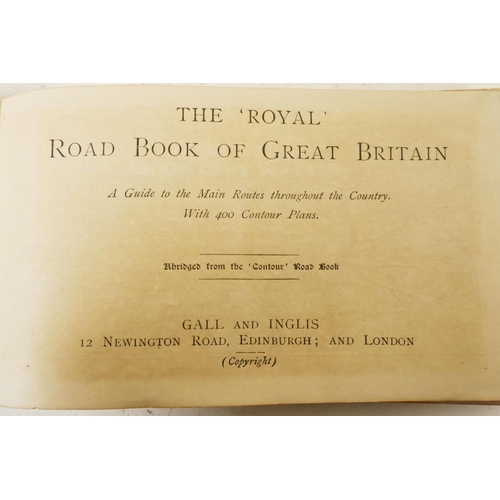 THE 'ROYAL'
ROAD BOOK OF GREAT BRITAIN
A Guide to the Main Routes throughout the Country.
With 400 Contour Plans.
Abridged from the 'Contour' Road Book
GALL AND INGLIS
12 NEWINGTON ROAD, EDINBURGH; AND LONDON
(Copyright)